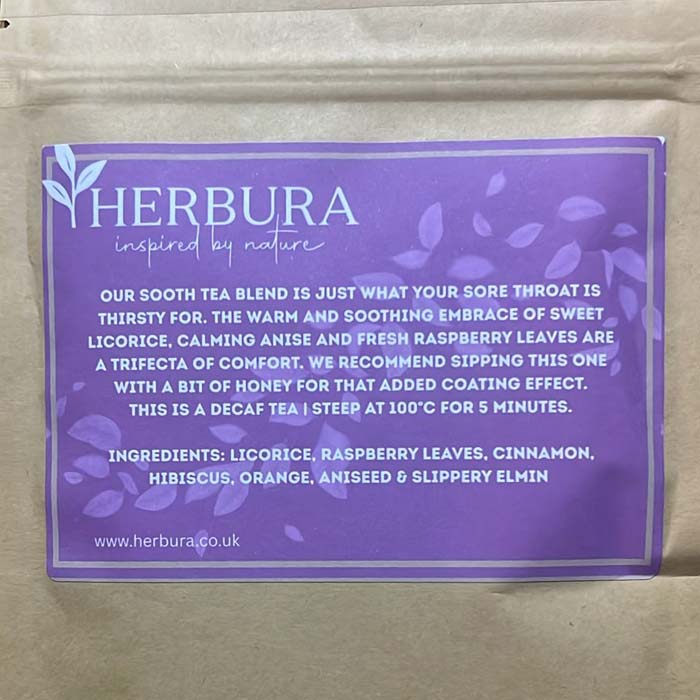 HERBURA
inspired by nature
OUR SOOTH TEA BLEND IS JUST WHAT YOUR SORE THROAT IS
THIRSTY FOR. THE WARM AND SOOTHING EMBRACE OF SWEET
LICORICE, CALMING ANISE AND FRESH RASPBERRY LEAVES ARE
A TRIFECTA OF COMFORT. WE RECOMMEND SIPPING THIS ONE
WITH A BIT OF HONEY FOR THAT ADDED COATING EFFECT.
THIS IS A DECAF TEA | STEEP AT 100°C FOR 5 MINUTES.
INGREDIENTS: LICORICE, RASPBERRY LEAVES, CINNAMON,
HIBISCUS, ORANGE, ANISEED & SLIPPERY ELMIN
www.herbura.co.uk